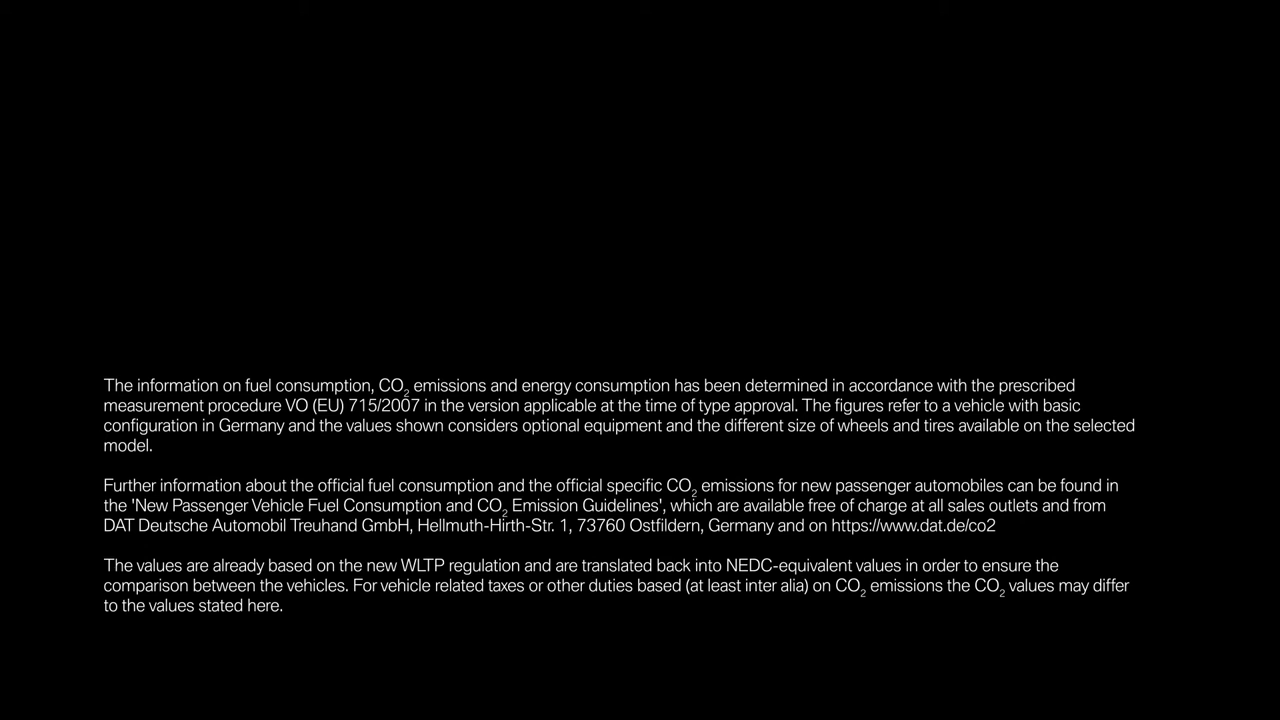 The information on fuel consumption, CO₂ emissions and energy consumption has been determined in accordance with the prescribed
measurement procedure VO (EU) 715/2007 in the version applicable at the time of type approval. The figures refer to a vehicle with basic
configuration in Germany and the values shown considers optional equipment and the different size of wheels and tires available on the selected
model.
Further information about the official fuel consumption and the official specific CO₂ emissions for new passenger automobiles can be found in
the 'New Passenger Vehicle Fuel Consumption and CO₂ Emission Guidelines', which are available free of charge at all sales outlets and from
DAT Deutsche Automobil Treuhand GmbH, Hellmuth-Hirth-Str. 1, 73760 Ostfildern, Germany and on https://www.dat.de/co2
The values are already based on the new WLTP regulation and are translated back into NEDC-equivalent values in order to ensure the
comparison between the vehicles. For vehicle related taxes or other duties based (at least inter alia) on CO₂ emissions the CO₂ values may differ
to the values stated here.